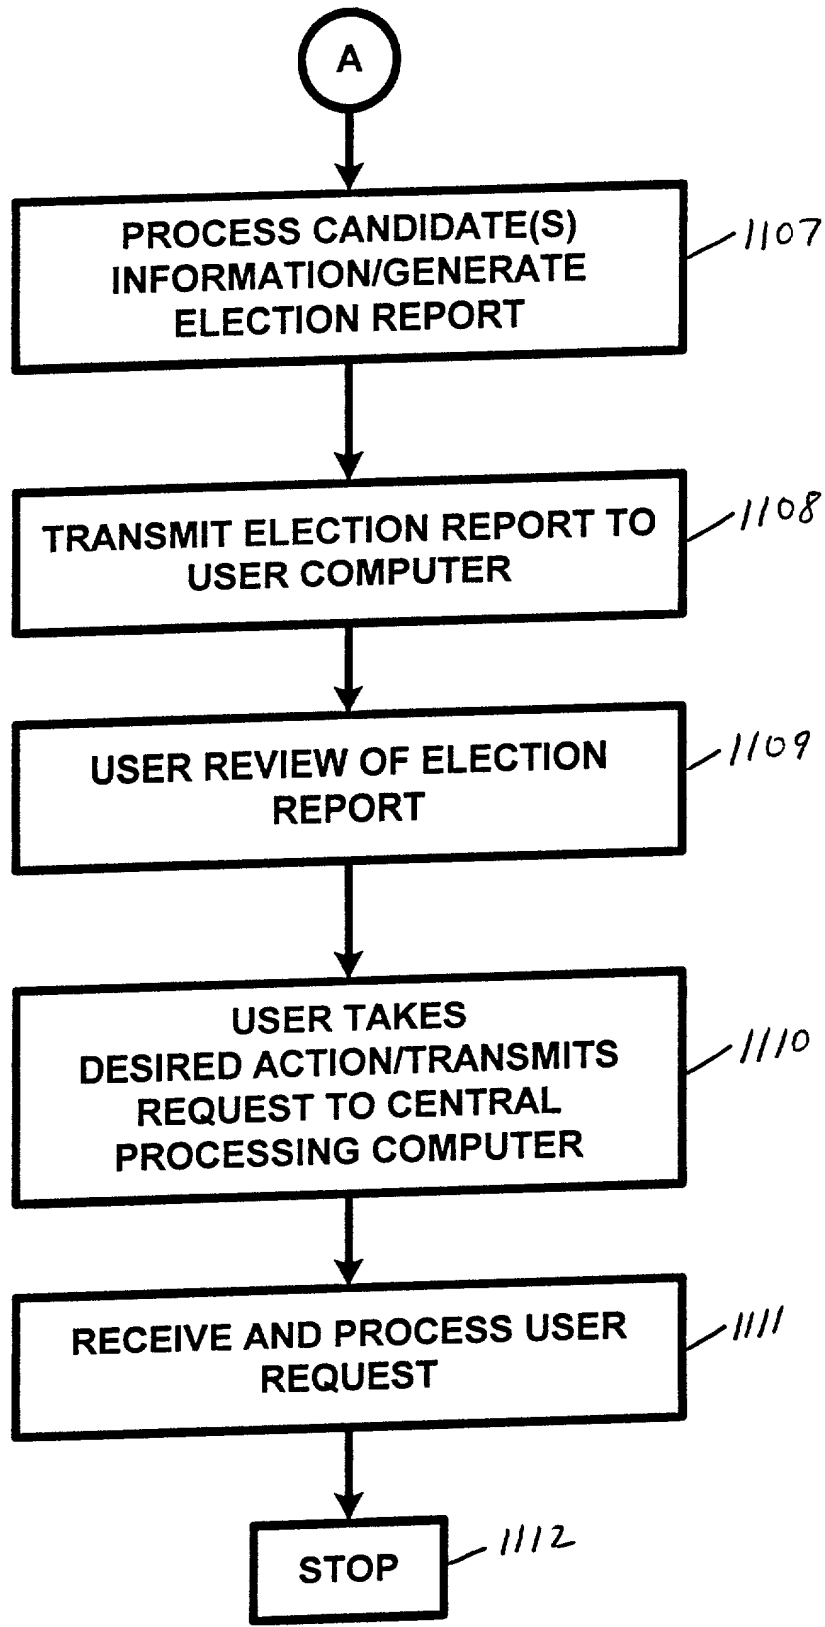 A
PROCESS CANDIDATE(S)
INFORMATION/GENERATE
ELECTION REPORT
1107
TRANSMIT ELECTION REPORT TO
USER COMPUTER
1108
USER REVIEW OF ELECTION
REPORT
1109
USER TAKES
DESIRED ACTION/TRANSMITS
REQUEST TO CENTRAL
PROCESSING COMPUTER
1110
RECEIVE AND PROCESS USER
REQUEST
1111
STOP
1112